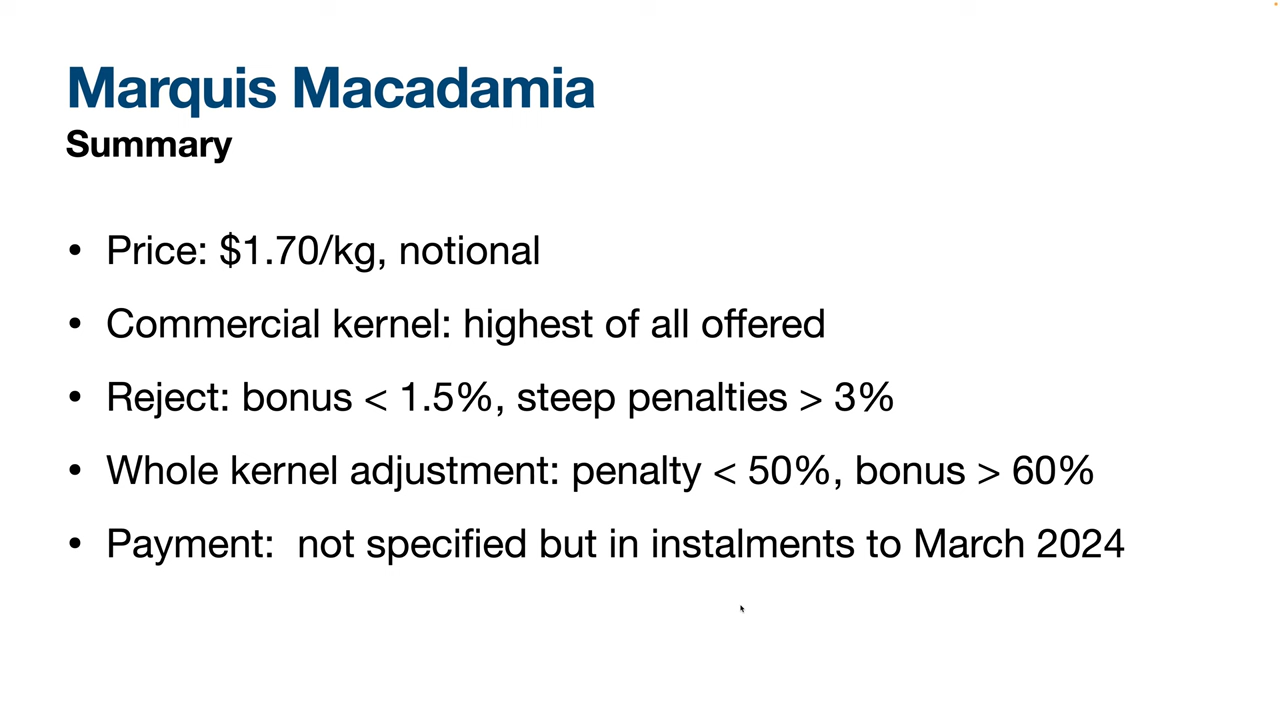 Marquis Macadamia
Summary
• Price: $1.70/kg, notional
• Commercial kernel: highest of all offered
• Reject: bonus < 1.5%, steep penalties > 3%
• Whole kernel adjustment: penalty < 50%, bonus > 60%
• Payment:  not specified but in instalments to March 2024